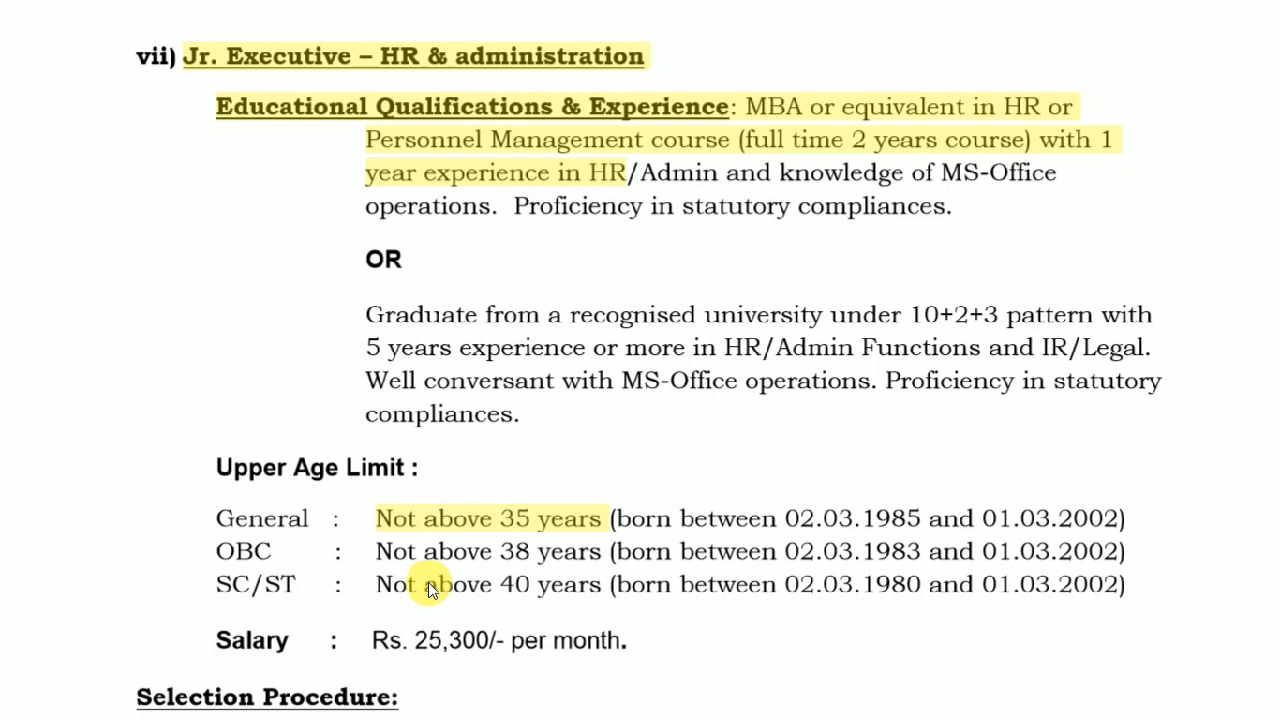 vii) Jr. Executive – HR & administration
Educational Qualifications & Experience: MBA or equivalent in HR or
Personnel Management course (full time 2 years course) with 1
year experience in HR/Admin and knowledge of MS-Office
operations. Proficiency in statutory compliances.
OR
Graduate from a recognised university under 10+2+3 pattern with
5 years experience or more in HR/Admin Functions and IR/Legal.
Well conversant with MS-Office operations. Proficiency in statutory
compliances.
Upper Age Limit :
General : Not above 35 years (born between 02.03.1985 and 01.03.2002)
OBC : Not above 38 years (born between 02.03.1983 and 01.03.2002)
SC/ST : Not above 40 years (born between 02.03.1980 and 01.03.2002)
Salary : Rs. 25,300/- per month.
Selection Procedure: